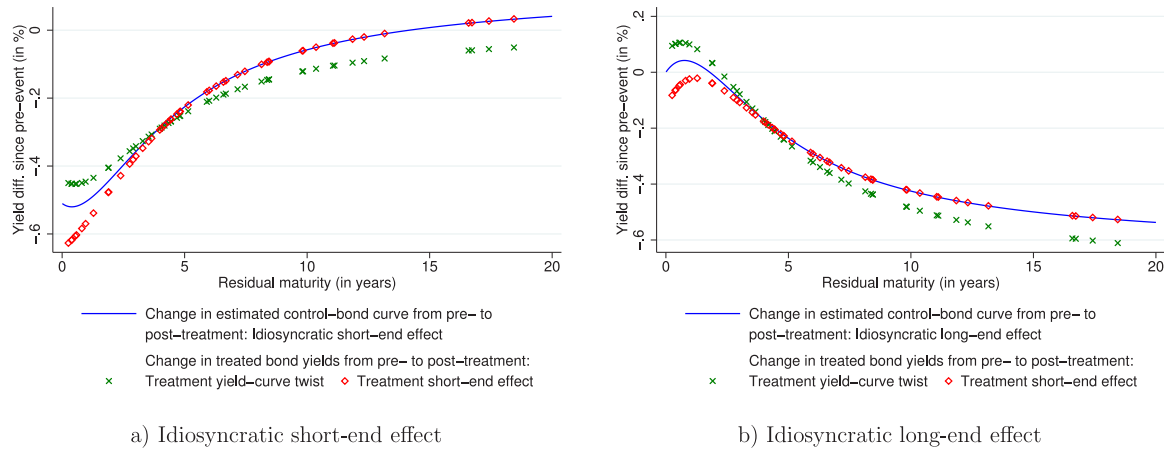 Yield diff. since pre−event (in %)
0
−.2
−.4
−.6
0 5 10 15 20
Residual maturity (in years)
Change in estimated control−bond curve from pre− to
post−treatment: Idiosyncratic short−end effect
Change in treated bond yields from pre− to post−treatment:
Treatment yield−curve twist Treatment short−end effect
a) Idiosyncratic short-end effect
Yield diff. since pre−event (in %)
.2
0
−.2
−.4
−.6
0 5 10 15 20
Residual maturity (in years)
Change in estimated control−bond curve from pre− to
post−treatment: Idiosyncratic long−end effect
Change in treated bond yields from pre− to post−treatment:
Treatment yield−curve twist Treatment short−end effect
b) Idiosyncratic long-end effect